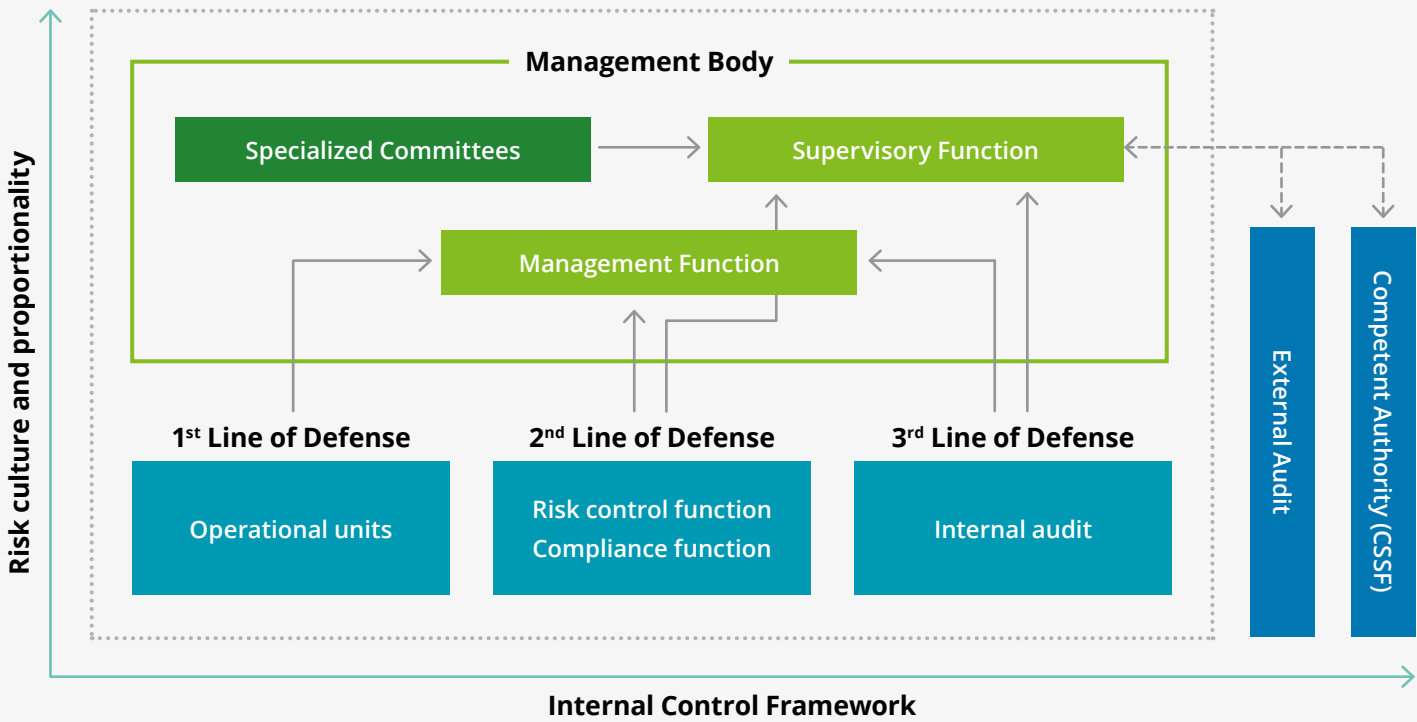 Management Body
Specialized Committees
Supervisory Function
Management Function
1st Line of Defense
2nd Line of Defense
3rd Line of Defense
Operational units
Risk control function
Compliance function
Internal audit
External Audit
Competent Authority ((CSSF)
Risk culture and proportionality
Internal Control Framework